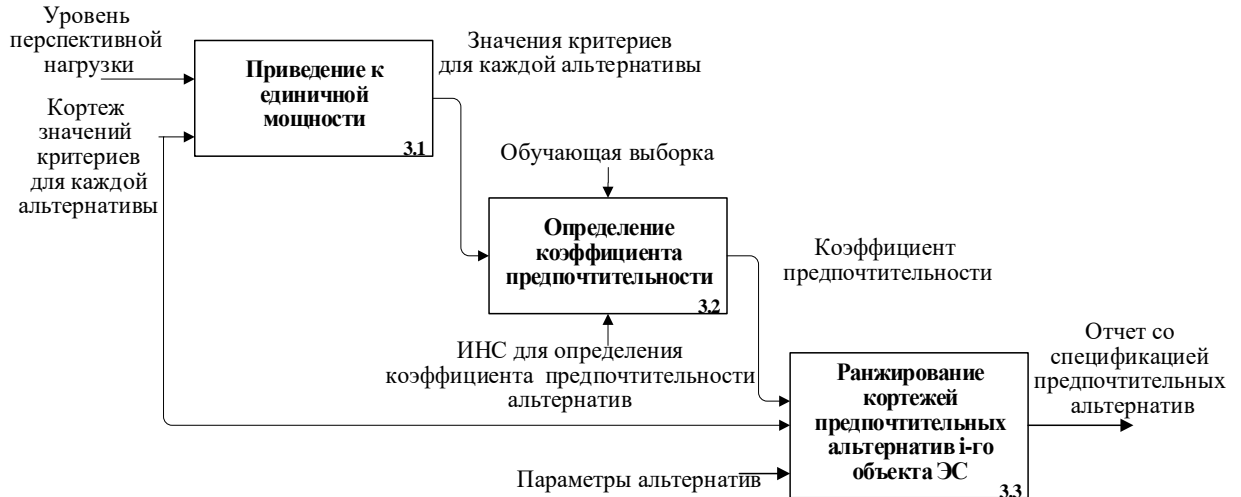 Уровень
перспективной
нагрузки
Кортеж
значений
критериев
для каждой
альтернативы
Приведение к
единичной
мощности
3.1
Значения критериев
для каждой альтернативы
Обучающая выборка
Определение
коэффициента
предпочтительности
3.2
ИНС для определения
коэффициента предпочтительности
альтернатив
Коэффициент
предпочтительности
Ранжирование
кортежей
предпочтительных
альтернатив i-го
объекта ЭС
3.3
Параметры альтернатив
Отчет со
спецификацией
предпочтительных
альтернатив